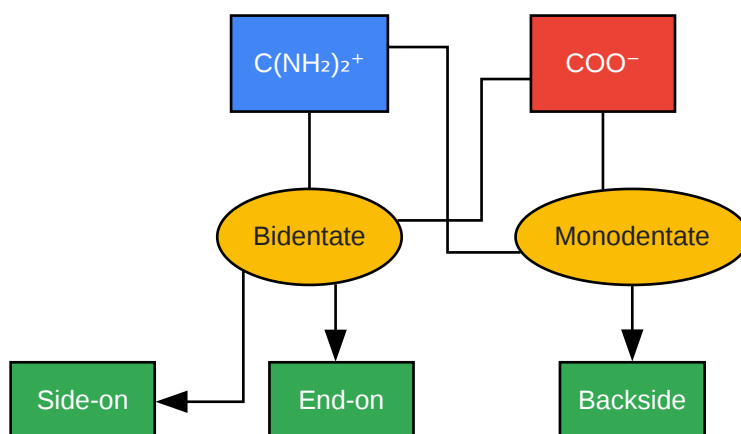 C(NH₂)₂⁺
COO⁻
Bidentate
Monodentate
Side-on
End-on
Backside